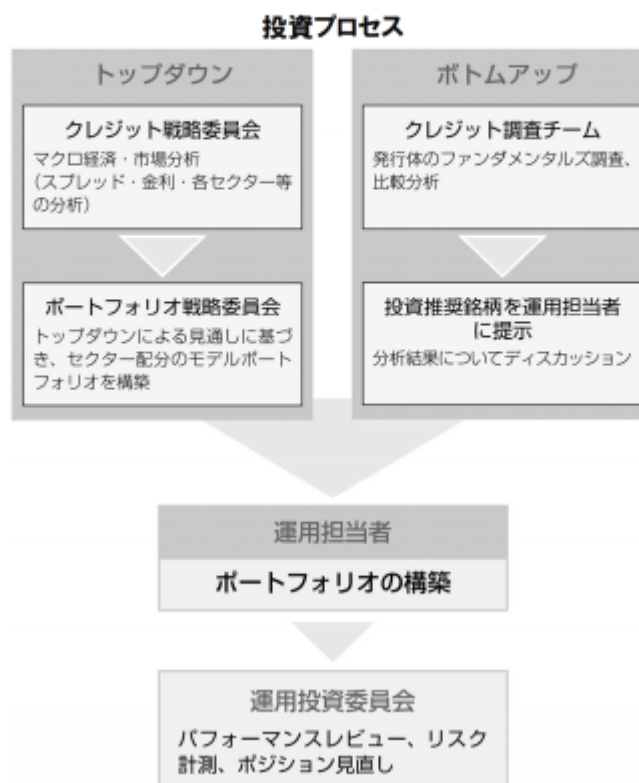 投資プロセス
トップダウン
クレジット戦略委員会
マクロ経済・市場分析
(スプレッド・金利・各セクター等
の分析)
ポートフォリオ戦略委員会
トップダウンによる見通しに基づ
き、セクター配分のモデルポート
フォリオを構築
ボトムアップ
クレジット調査チーム
発行体のファンダメンタルズ調査、
比較分析
投資推奨銘柄を運用担当者
に提示
分析結果についてディスカッション
運用担当者
ポートフォリオの構築
運用投資委員会
パフォーマンスレビュー、リスク
計測、ポジション見直し